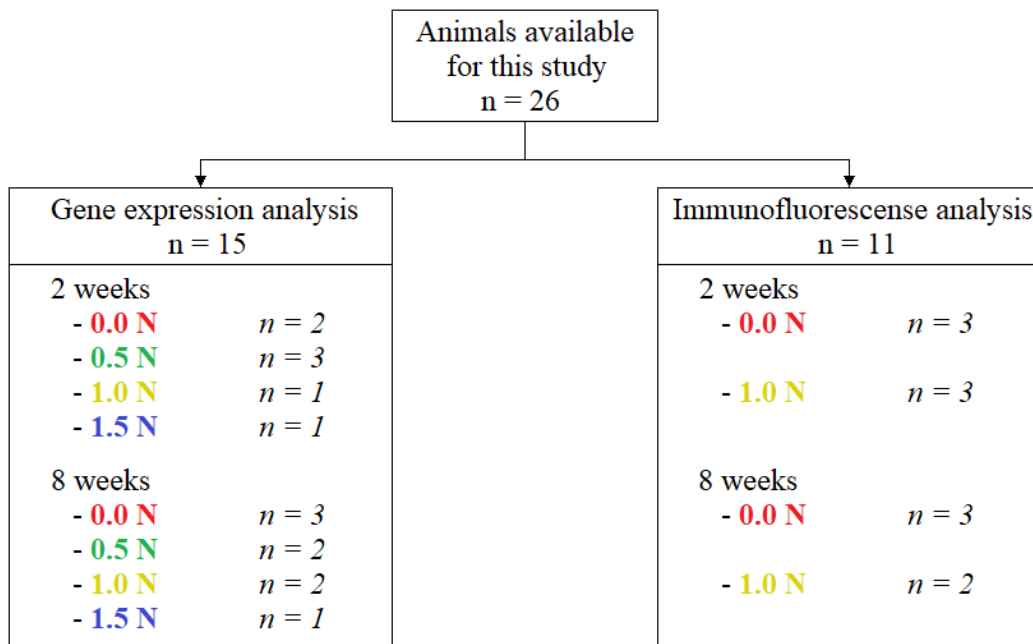 Animals available
for this study
n = 26
Gene expression analysis
n = 15
2 weeks
- 0.0 N n = 2
- 0.5 N n = 3
- 1.0 N n = 1
- 1.5 N n = 1
8 weeks
- 0.0 N n = 3
- 0.5 N n = 2
- 1.0 N n = 2
- 1.5 N n = 1
Immunofluorescense analysis
n = 11
2 weeks
- 0.0 N n = 3
- 1.0 N n = 3
8 weeks
- 0.0 N n = 3
- 1.0 N n = 2